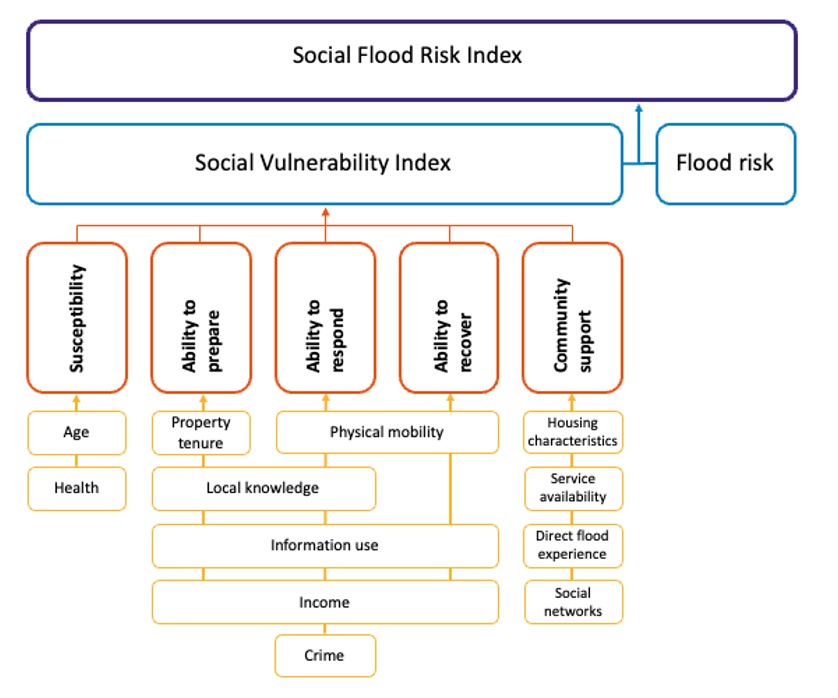 Social Flood Risk Index
Social Vulnerability Index
Flood risk
Susceptibility
Ability to
prepare
Ability to
respond
Ability to
recover
Community
support
Age
Property
tenure
Physical mobility
Housing
characteristics
Health
Local knowledge
Service
availability
Information use
Direct flood
experience
Income
Social
networks
Crime